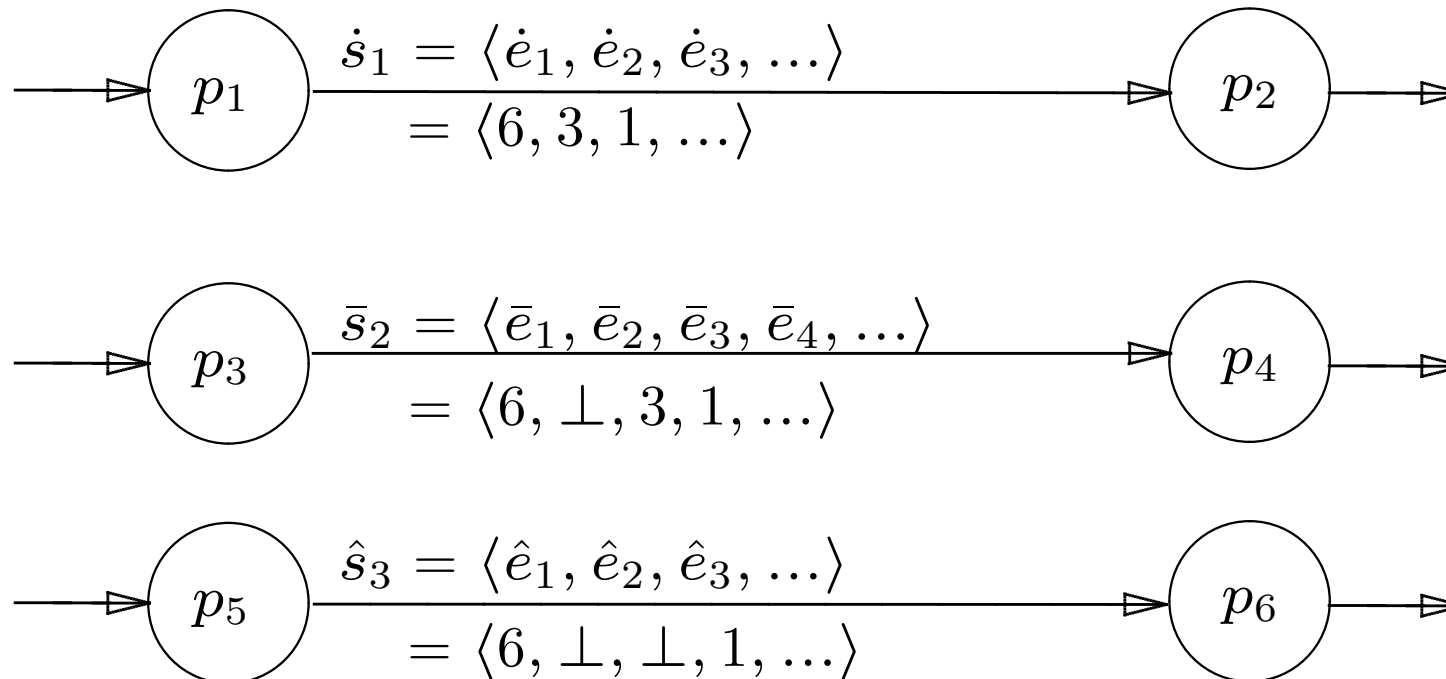 p₁ ṡ₁ = ⟨ė₁, ė₂, ė₃, ...⟩ p₂
= ⟨6, 3, 1, ...⟩
p₃ s̄₂ = ⟨ē₁, ē₂, ē₃, ē₄, ...⟩ p₄
= ⟨6, ⊥, 3, 1, ...⟩
p₅ ŝ₃ = ⟨ê₁, ê₂, ê₃, ...⟩ p₆
= ⟨6, ⊥, ⊥, 1, ...⟩